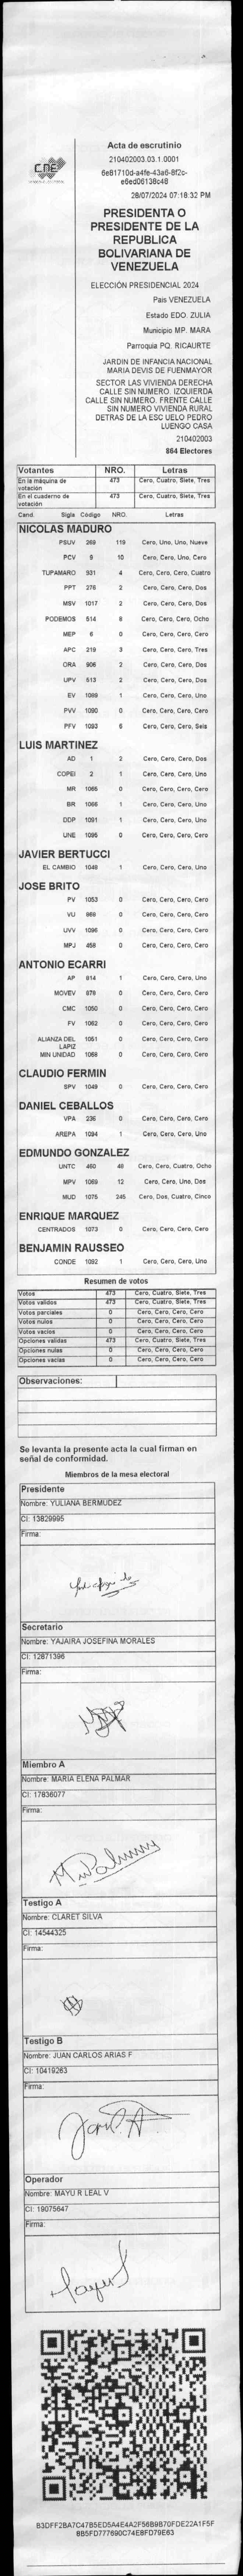 CNE
Acta de escrutinio
210402003.03.1.0001
6e81710d-a4fe-43a6-8f2c-
e6ed06138c48
28/07/2024 07:18:32 PM
PRESIDENTA O
PRESIDENTE DE LA
REPUBLICA
BOLIVARIANA DE
VENEZUELA
ELECCIÓN PRESIDENCIAL 2024
Pais VENEZUELA
Estado EDO. ZULIA
Municipio MP. MARA
Parroquia PQ. RICAURTE
JARDIN DE INFANCIA NACIONAL
MARIA DEVIS DE FUENMAYOR
SECTOR LAS VIVIENDA DERECHA
CALLE SIN NUMERO. IZQUIERDA
CALLE SIN NUMERO. FRENTE CALLE
SIN NUMERO VIVIENDA RURAL
DETRAS DE LA ESC UELO PEDRO
LUENGO CASA
210402003
864 Electores
Votantes NRO. Letras
En la máquina de votación 473 Cero, Cuatro, Siete, Tres
En el cuaderno de votación 473 Cero, Cuatro, Siete, Tres
Cand. Sigla Código NRO. Letras
NICOLAS MADURO
PSUV 269 119 Cero, Uno, Uno, Nueve
PCV 9 10 Cero, Cero, Uno, Cero
TUPAMARO 331 4 Cero, Cero, Cero, Cuatro
PPT 276 2 Cero, Cero, Cero, Dos
MSV 1017 2 Cero, Cero, Cero, Dos
PODEMOS 514 8 Cero, Cero, Cero, Ocho
MEP 6 0 Cero, Cero, Cero, Cero
APC 219 3 Cero, Cero, Cero, Tres
ORA 906 2 Cero, Cero, Cero, Dos
UPV 513 2 Cero, Cero, Cero, Dos
EV 1089 1 Cero, Cero, Cero, Uno
PVV 1090 0 Cero, Cero, Cero, Cero
PFV 1093 6 Cero, Cero, Cero, Seis
LUIS MARTINEZ
AD 1 2 Cero, Cero, Cero, Dos
COPEI 2 1 Cero, Cero, Cero, Uno
MR 1065 0 Cero, Cero, Cero, Cero
BR 1066 1 Cero, Cero, Cero, Uno
DDP 1091 1 Cero, Cero, Cero, Uno
UNE 1095 0 Cero, Cero, Cero, Cero
JAVIER BERTUCCI
EL CAMBIO 1048 1 Cero, Cero, Cero, Uno
JOSE BRITO
PV 1053 0 Cero, Cero, Cero, Cero
VU 969 0 Cero, Cero, Cero, Cero
UVV 1096 0 Cero, Cero, Cero, Cero
MPJ 458 0 Cero, Cero, Cero, Cero
ANTONIO ECARRI
AP 914 1 Cero, Cero, Cero, Uno
MOVEV 978 0 Cero, Cero, Cero, Cero
CMC 1050 0 Cero, Cero, Cero, Cero
FV 1062 0 Cero, Cero, Cero, Cero
ALIANZA DEL LAPIZ 1051 0 Cero, Cero, Cero, Cero
MIN UNIDAD 1068 0 Cero, Cero, Cero, Cero
CLAUDIO FERMIN
SPV 1049 0 Cero, Cero, Cero, Cero
DANIEL CEBALLOS
VPA 236 0 Cero, Cero, Cero, Cero
AREPA 1094 1 Cero, Cero, Cero, Uno
EDMUNDO GONZALEZ
UNTC 460 48 Cero, Cero, Cuatro, Ocho
MPV 1069 12 Cero, Cero, Uno, Dos
MUD 1075 245 Cero, Dos, Cuatro, Cinco
ENRIQUE MARQUEZ
CENTRADOS 1073 0 Cero, Cero, Cero, Cero
BENJAMIN RAUSSEO
CONDE 1092 1 Cero, Cero, Cero, Uno
Resumen de votos
Votos 473 Cero, Cuatro, Siete, Tres
Votos validos 473 Cero, Cuatro, Siete, Tres
Votos parciales 0 Cero, Cero, Cero, Cero
Votos nulos 0 Cero, Cero, Cero, Cero
Votos vacios 0 Cero, Cero, Cero, Cero
Opciones validas 473 Cero, Cuatro, Siete, Tres
Opciones nulas 0 Cero, Cero, Cero, Cero
Opciones vacias 0 Cero, Cero, Cero, Cero
Observaciones:
Se levanta la presente acta la cual firman en
señal de conformidad.
Miembros de la mesa electoral
Presidente
Nombre: YULIANA BERMUDEZ
CI: 13829995
Firma:
Secretario
Nombre: YAJAIRA JOSEFINA MORALES
CI: 12871396
Firma:
Miembro A
Nombre: MARIA ELENA PALMAR
CI: 17836077
Firma:
Testigo A
Nombre: CLARET SILVA
CI: 14544325
Firma:
Testigo B
Nombre: JUAN CARLOS ARIAS F
CI: 10419263
Firma:
Operador
Nombre: MAYU R LEAL V
CI: 19075647
Firma:
B3DFF2BA7C47B5ED5A4E4A2F56B9B70FDE22A1F5F
8B5FD777690C74E8FD79E63